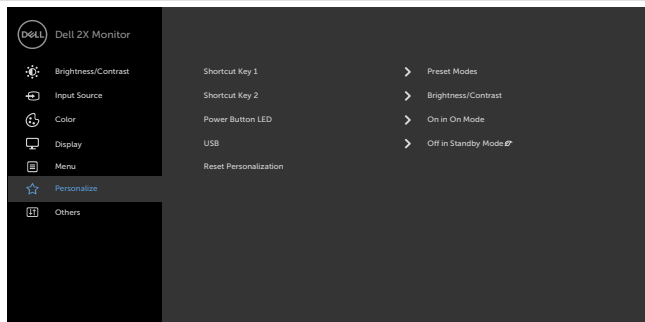 DELL Dell 2X Monitor
Brightness/Contrast Shortcut Key 1 Preset Modes
Input Source Shortcut Key 2 Brightness/Contrast
Color Power Button LED On in On Mode
Display USB Off in Standby Mode
Menu Reset Personalization
Personalize
Others